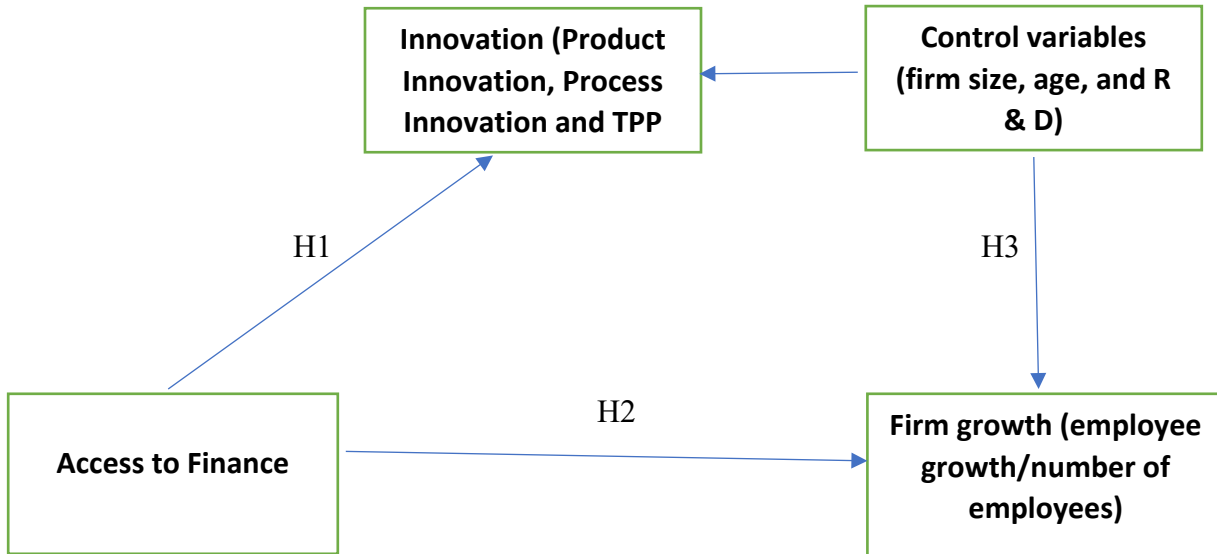 Innovation (Product
Innovation, Process
Innovation and TPP
Control variables
(firm size, age, and R
& D)
H1
H3
H2
Access to Finance
Firm growth (employee
growth/number of
employees)